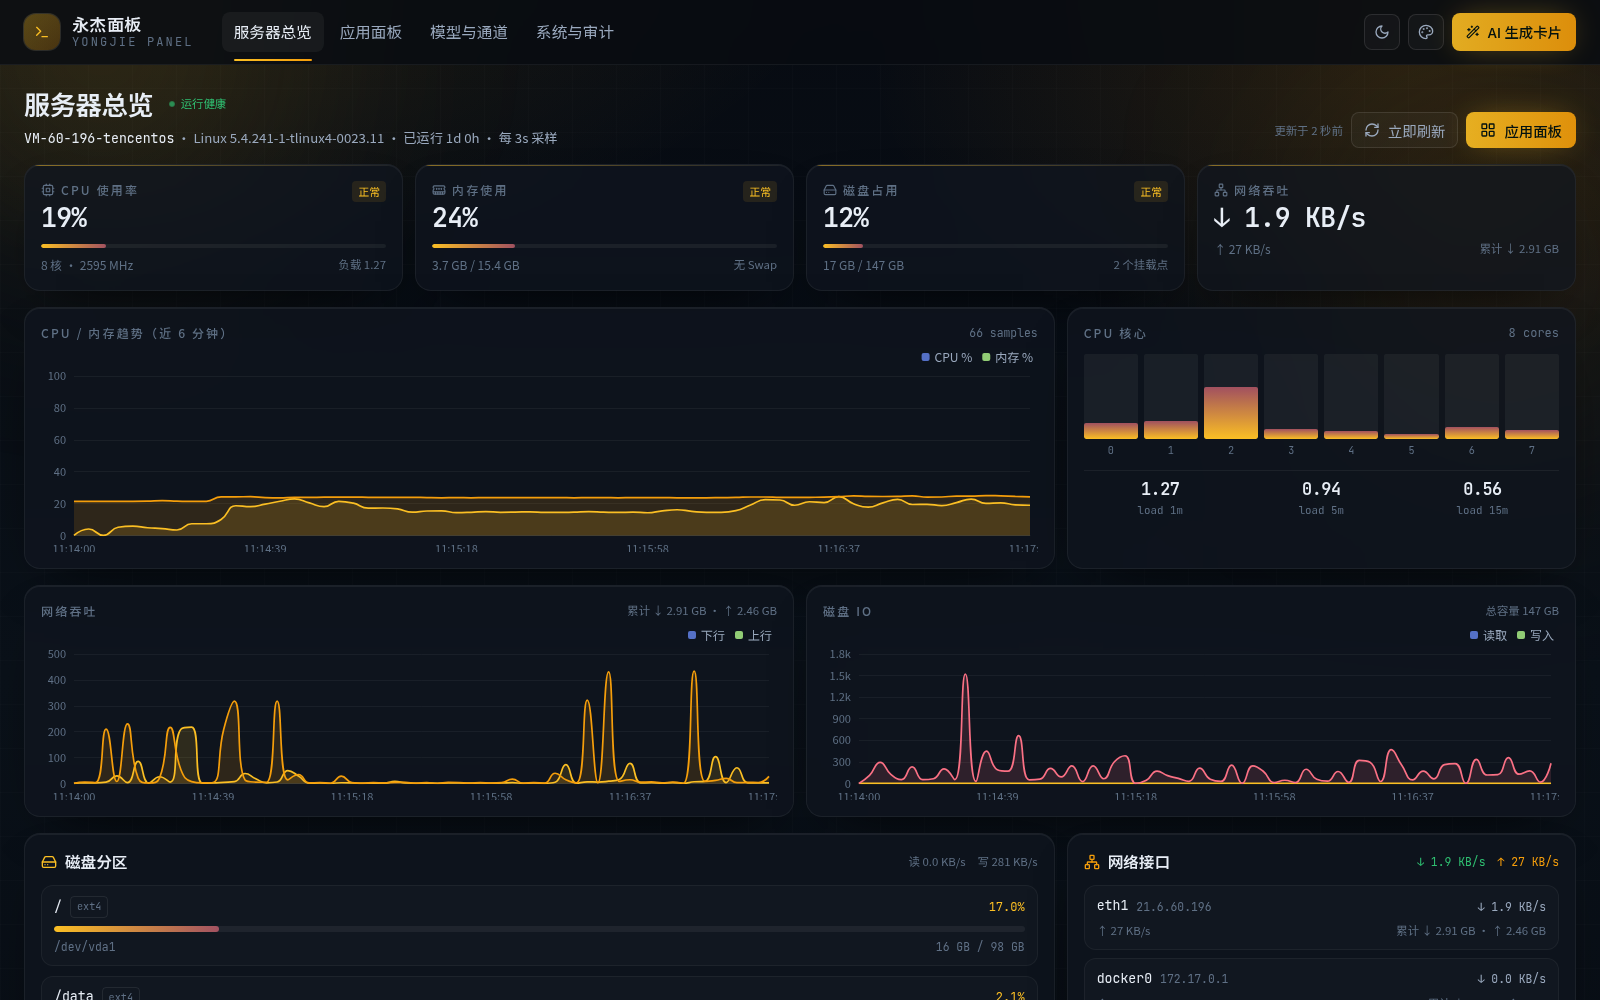 永杰面板
YONGJIE PANEL
服务器总览
应用面板
模型与通道
系统与审计
AI 生成卡片
服务器总览
运行健康
VM-60-196-tencentos • Linux 5.4.241-1-tlinux4-0023.11 • 已运行 1d 0h • 每 3s 采样
更新于 2 秒前
立即刷新
应用面板
CPU 使用率
正常
19%
8 核 • 2595 MHz
负载 1.27
内存使用
正常
24%
3.7 GB / 15.4 GB
无 Swap
磁盘占用
正常
12%
17 GB / 147 GB
2 个挂载点
网络吞吐
↓ 1.9 KB/s
↑ 27 KB/s
累计 ↓ 2.91 GB
CPU / 内存趋势（近 6 分钟）
66 samples
CPU %
内存 %
100
80
60
40
20
0
11:14:00
11:14:39
11:15:18
11:15:58
11:16:37
11:17:
CPU 核心
8 cores
0
1
2
3
4
5
6
7
1.27
0.94
0.56
load 1m
load 5m
load 15m
网络吞吐
累计 ↓ 2.91 GB • ↑ 2.46 GB
下行
上行
500
400
300
200
100
0
11:14:00
11:14:39
11:15:18
11:15:58
11:16:37
11:17:
磁盘 IO
总容量 147 GB
读取
写入
1.8k
1.5k
1.2k
900
600
300
0
11:14:00
11:14:39
11:15:18
11:15:58
11:16:37
11:17:
磁盘分区
读 0.0 KB/s
写 281 KB/s
/
ext4
17.0%
/dev/vda1
16 GB / 98 GB
/data
ext4
2.1%
网络接口
↓ 1.9 KB/s
↑ 27 KB/s
eth1
21.6.60.196
↓ 1.9 KB/s
↑ 27 KB/s
累计 ↓ 2.91 GB • ↑ 2.46 GB
docker0
172.17.0.1
↓ 0.0 KB/s